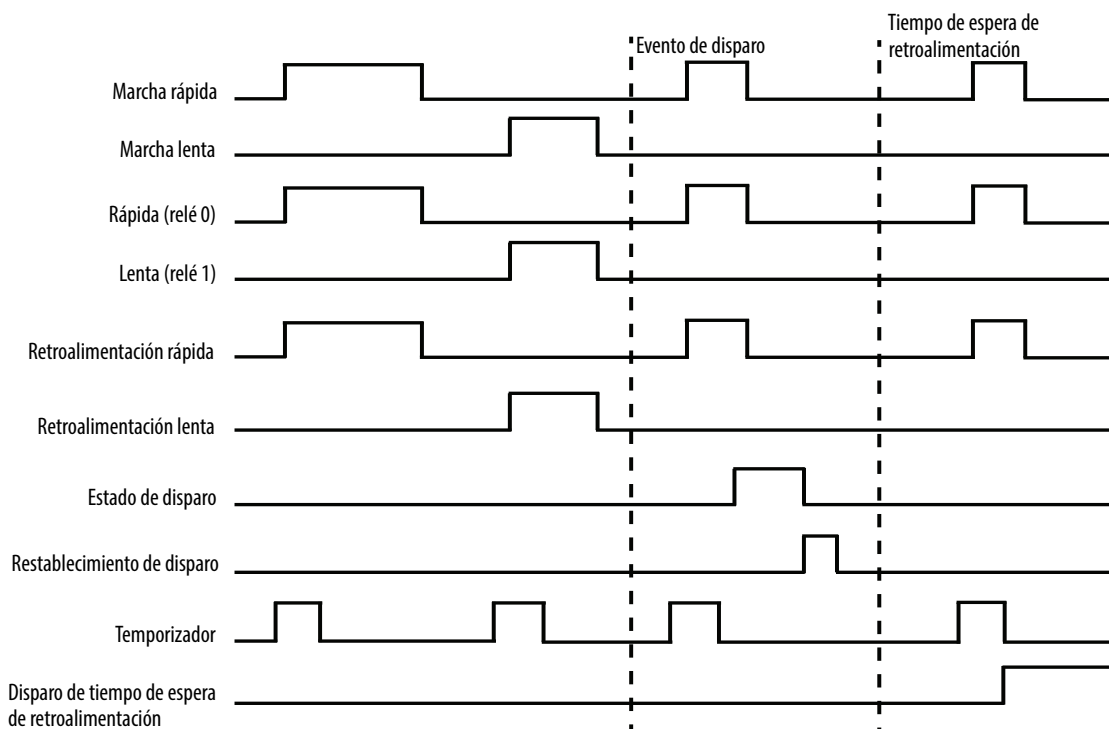 Evento de disparo
Tiempo de espera de
retroalimentación
Marcha rápida
Marcha lenta
Rápida (relé 0)
Lenta (relé 1)
Retroalimentación rápida
Retroalimentación lenta
Estado de disparo
Restablecimiento de disparo
Temporizador
Disparo de tiempo de espera
de retroalimentación